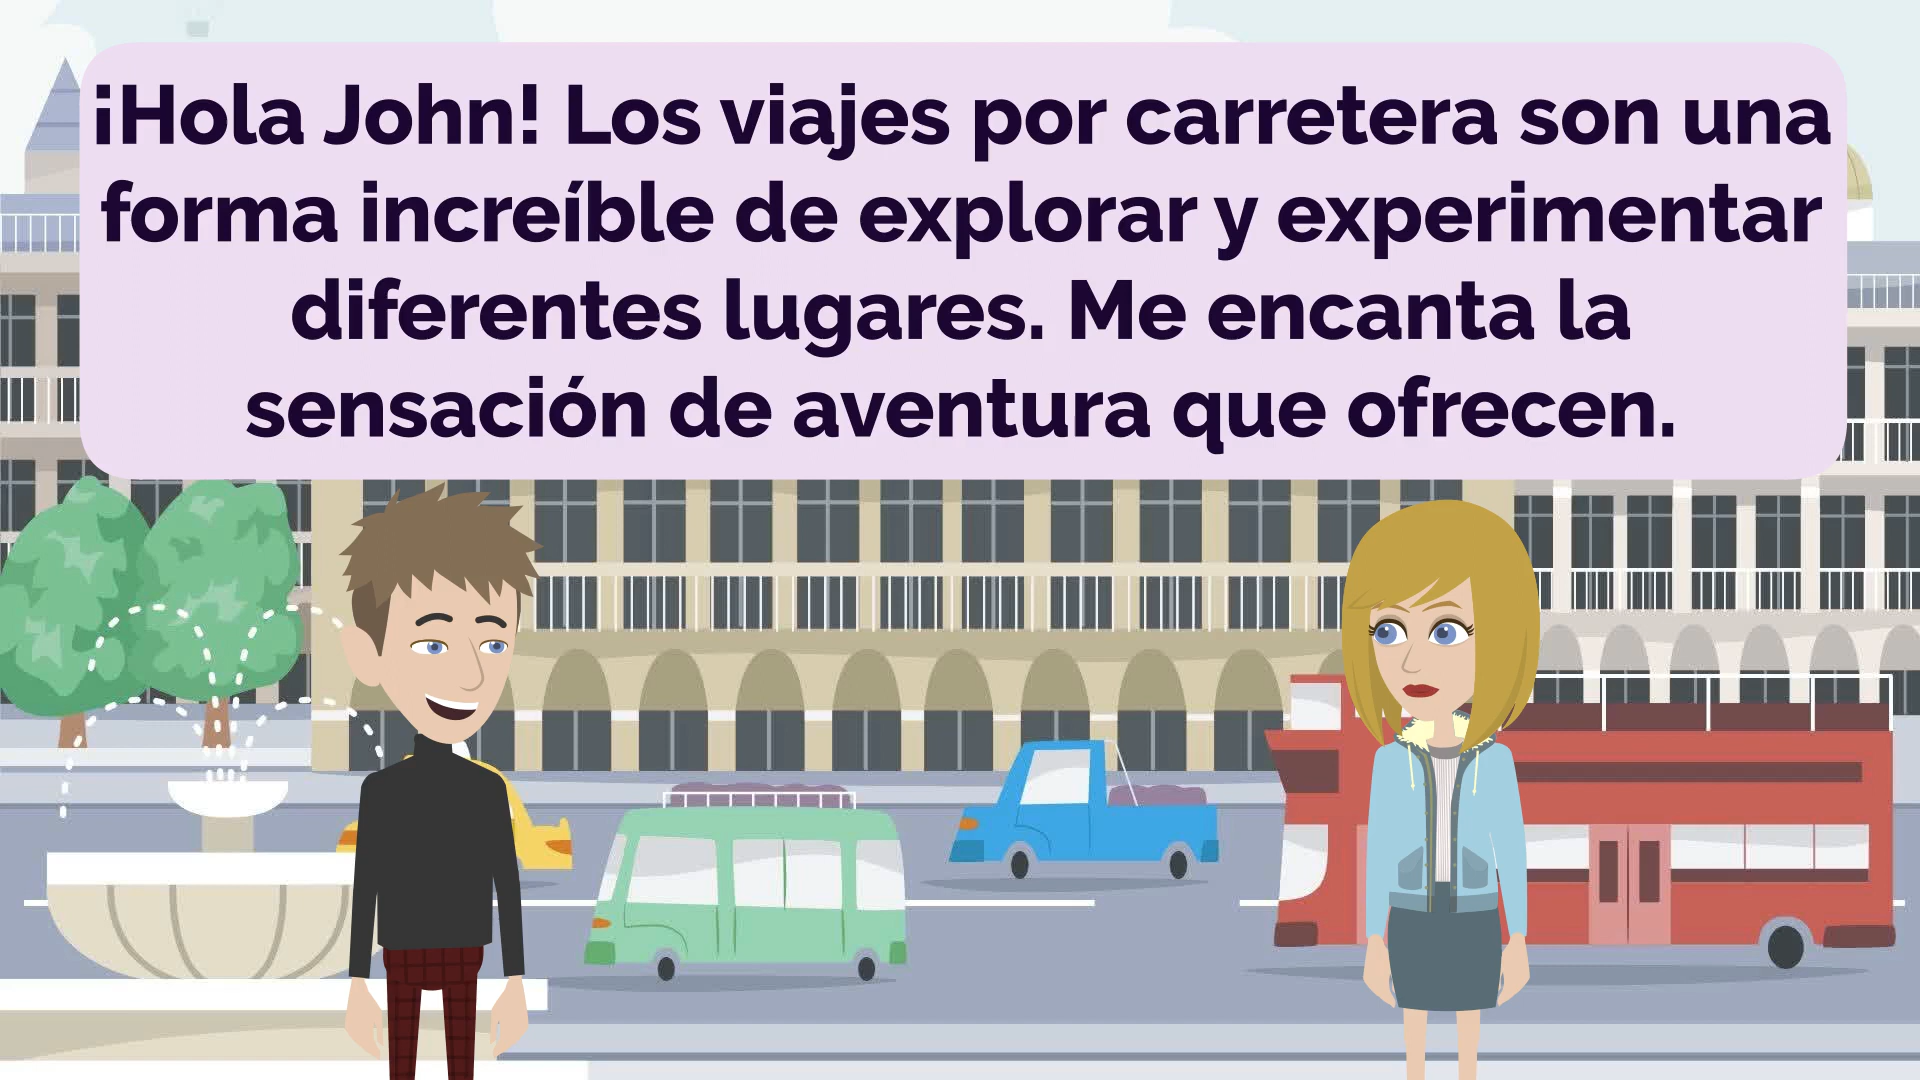 ¡Hola John! Los viajes por carretera son una
forma increíble de explorar y experimentar
diferentes lugares. Me encanta la
sensación de aventura que ofrecen.